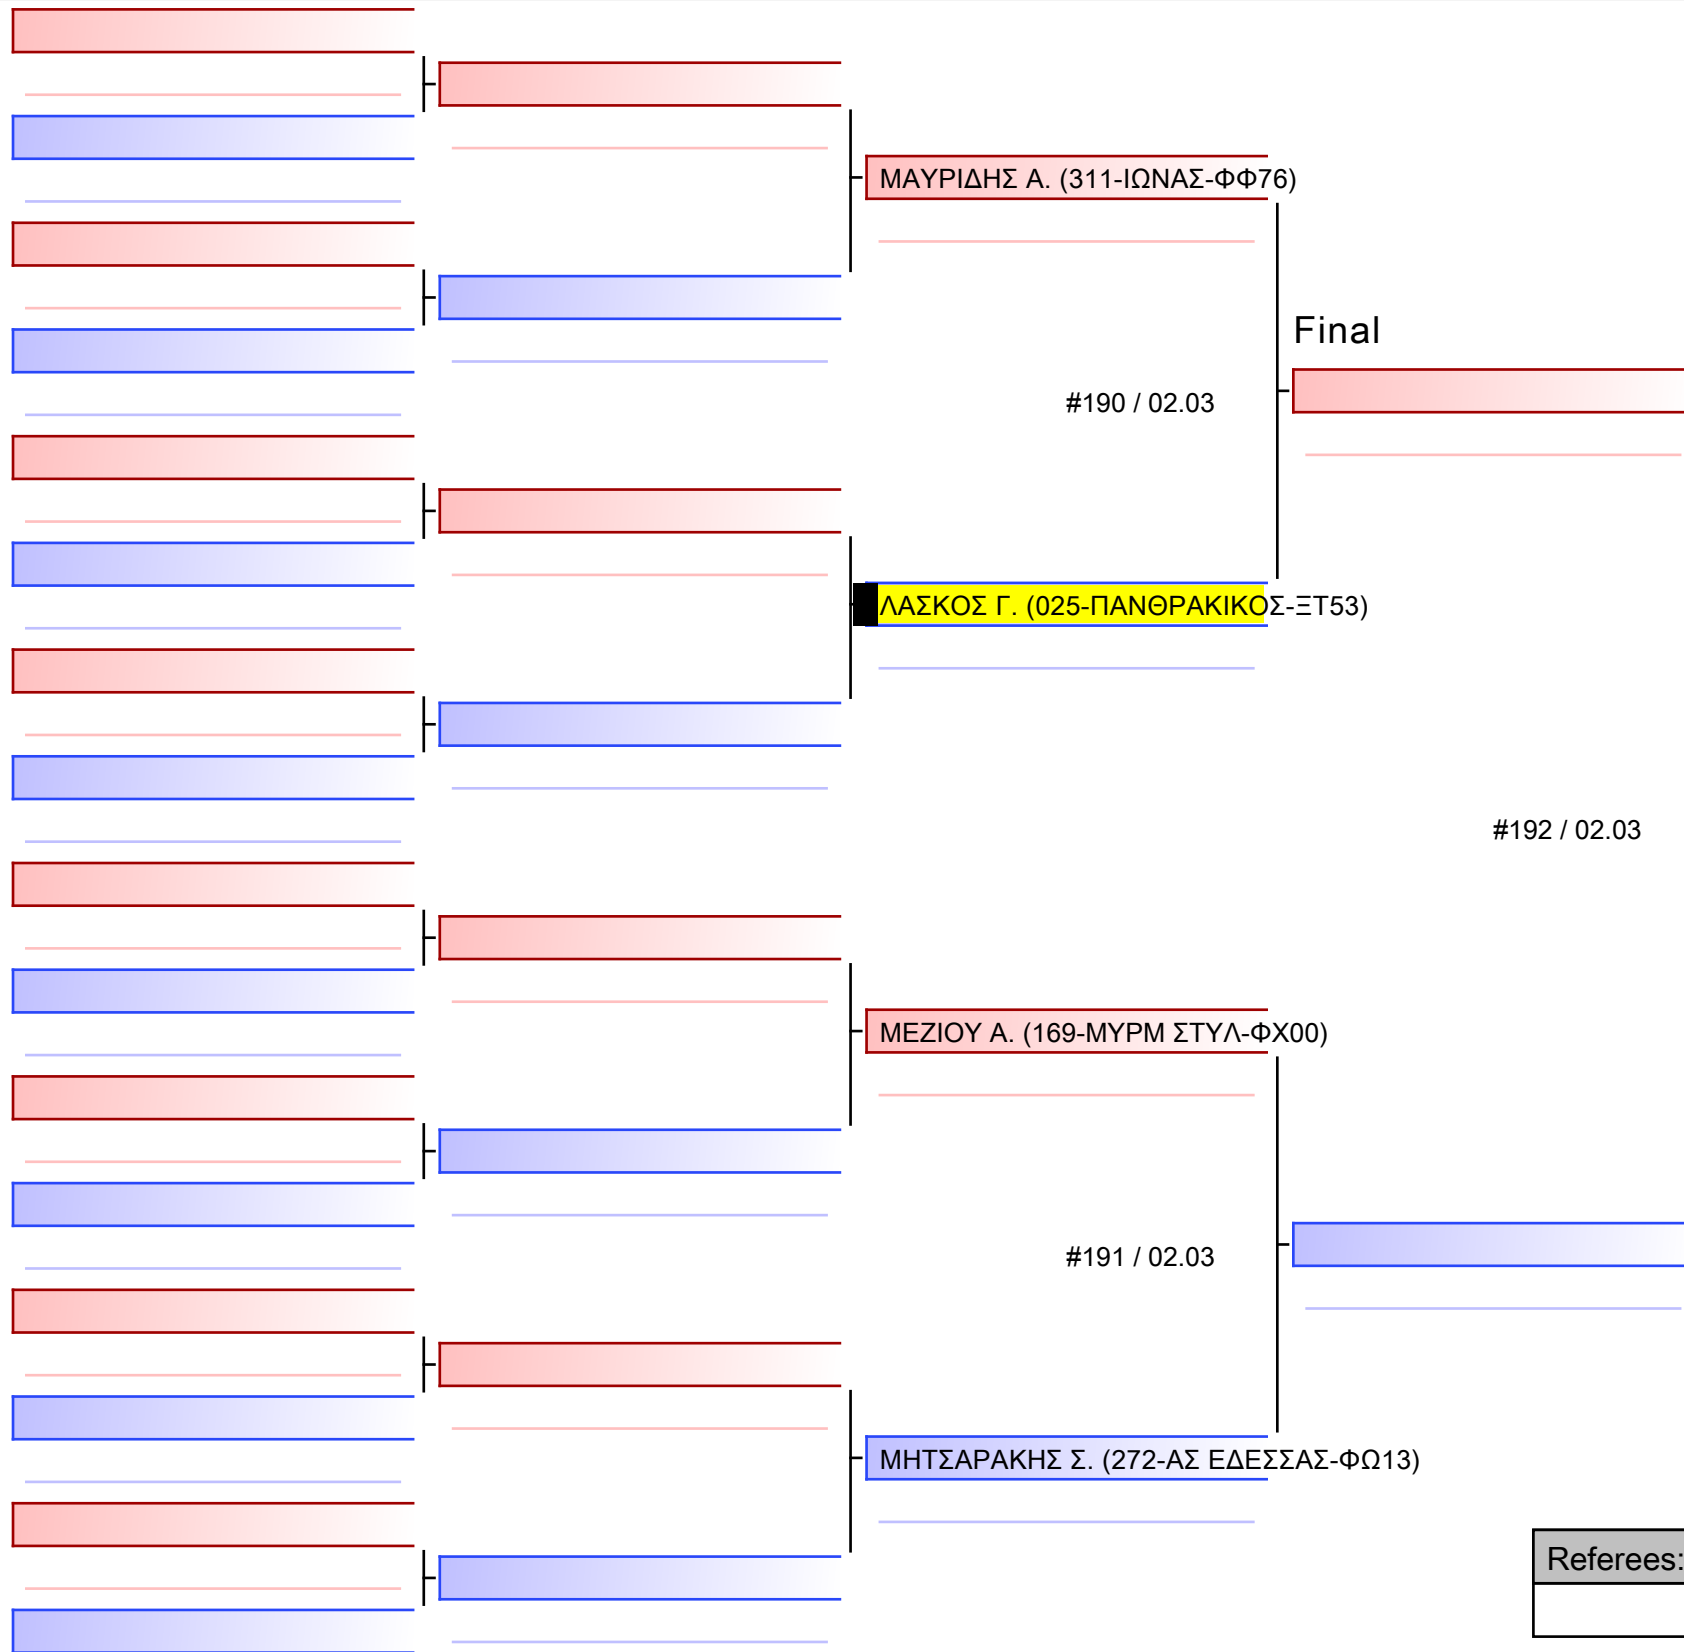 ΜΑΥΡΙΔΗΣ Α. (311-ΙΩΝΑΣ-ΦΦ76)
Final
#190 / 02.03
ΛΑΣΚΟΣ Γ. (025-ΠΑΝΘΡΑΚΙΚΟΣ-ΞΤ53)
#192 / 02.03
ΜΕΖΙΟΥ Α. (169-ΜΥΡΜ ΣΤΥΛ-ΦΧ00)
#191 / 02.03
ΜΗΤΣΑΡΑΚΗΣ Σ. (272-ΑΣ ΕΔΕΣΣΑΣ-ΦΩ13)
Referees: